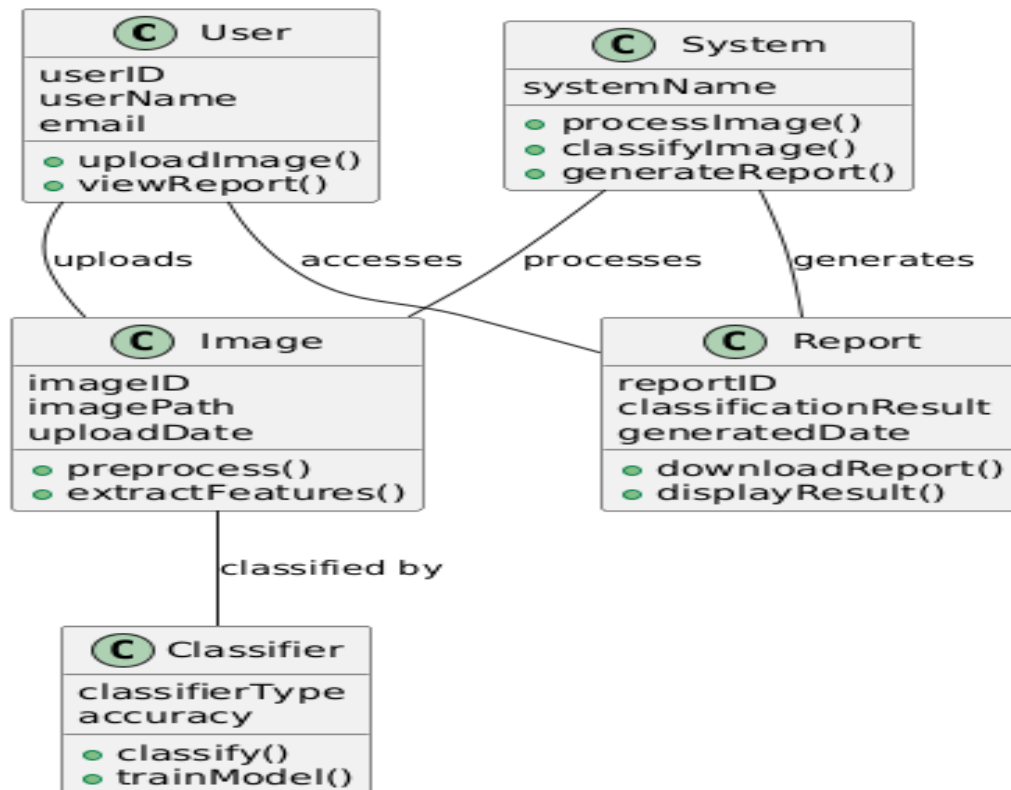 C User
userID
userName
email
uploadImage()
viewReport()
C System
systemName
processImage()
classifyImage()
generateReport()
uploads
accesses
processes
generates
C Image
imageID
imagePath
uploadDate
preprocess()
extractFeatures()
C Report
reportID
classificationResult
generatedDate
downloadReport()
displayResult()
classified by
C Classifier
classifierType
accuracy
classify()
trainModel()